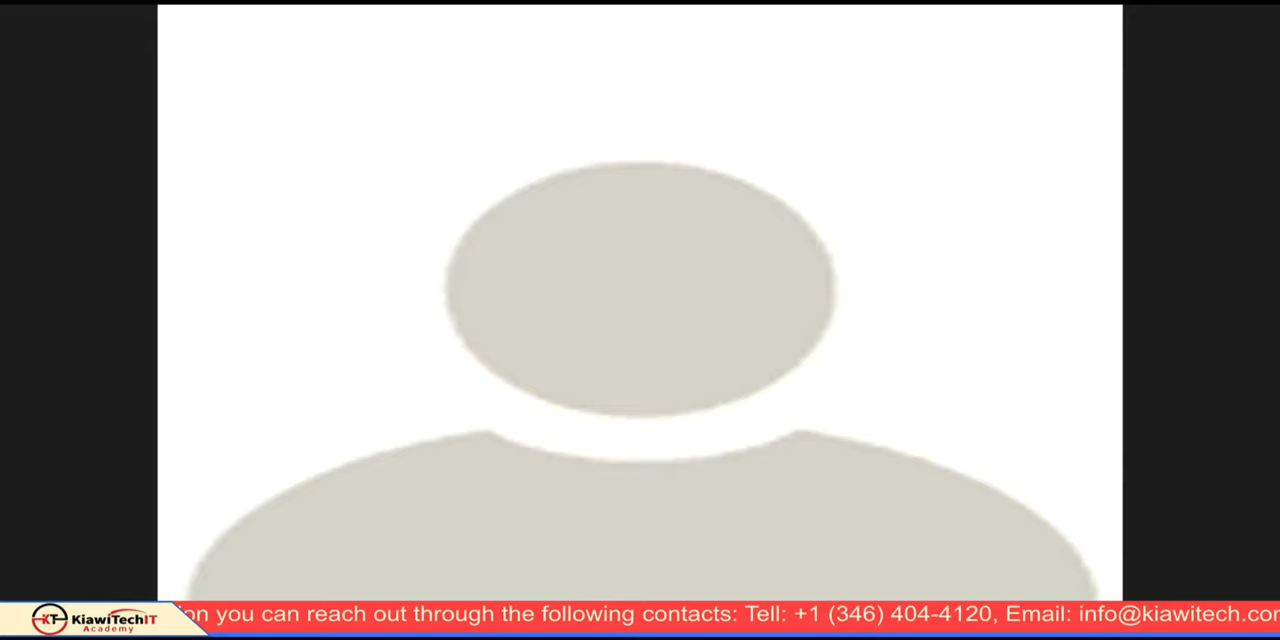 KT KiawiTechIT
Academy
on you can reach out through the following contacts: Tell: +1 (346) 404-4120, Email: info@kiawitech.com